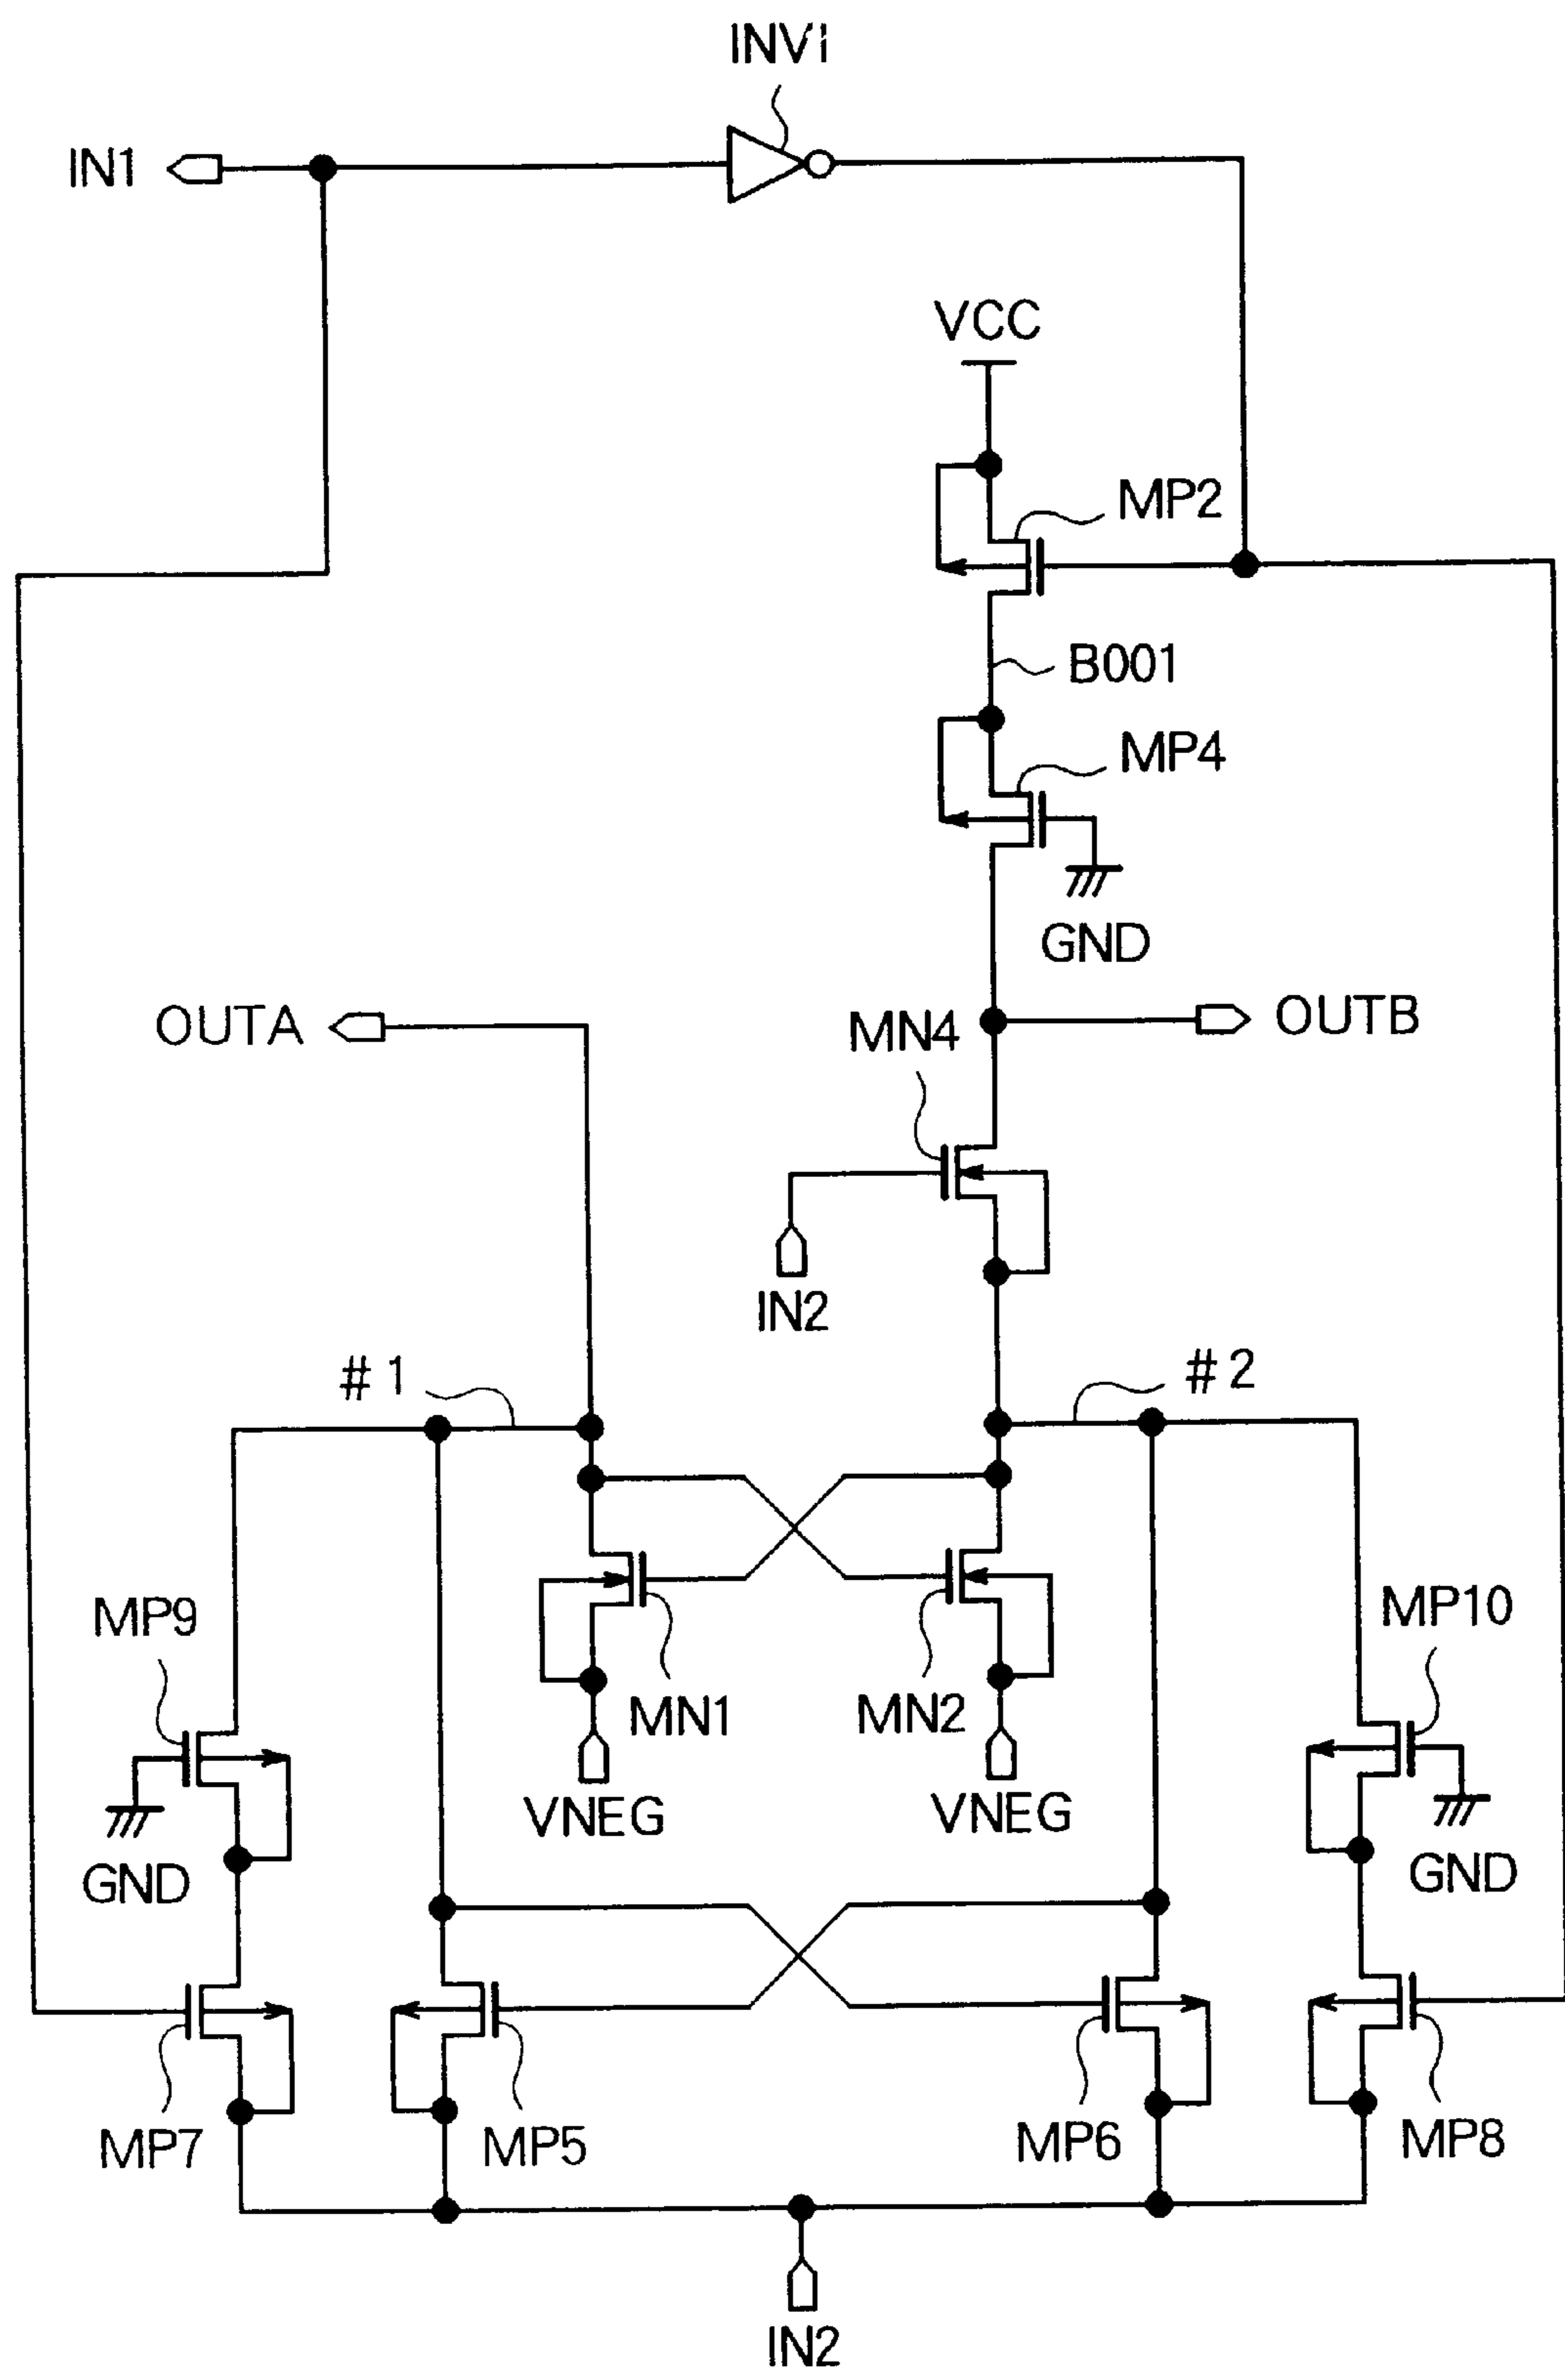 INV1
IN1
VCC
MP2
B001
MP4
GND
OUTA
MN4
OUTB
IN2
#1
#2
MP9
MN1
MN2
MP10
VNEG
VNEG
GND
GND
MP7
MP5
MP6
MP8
IN2